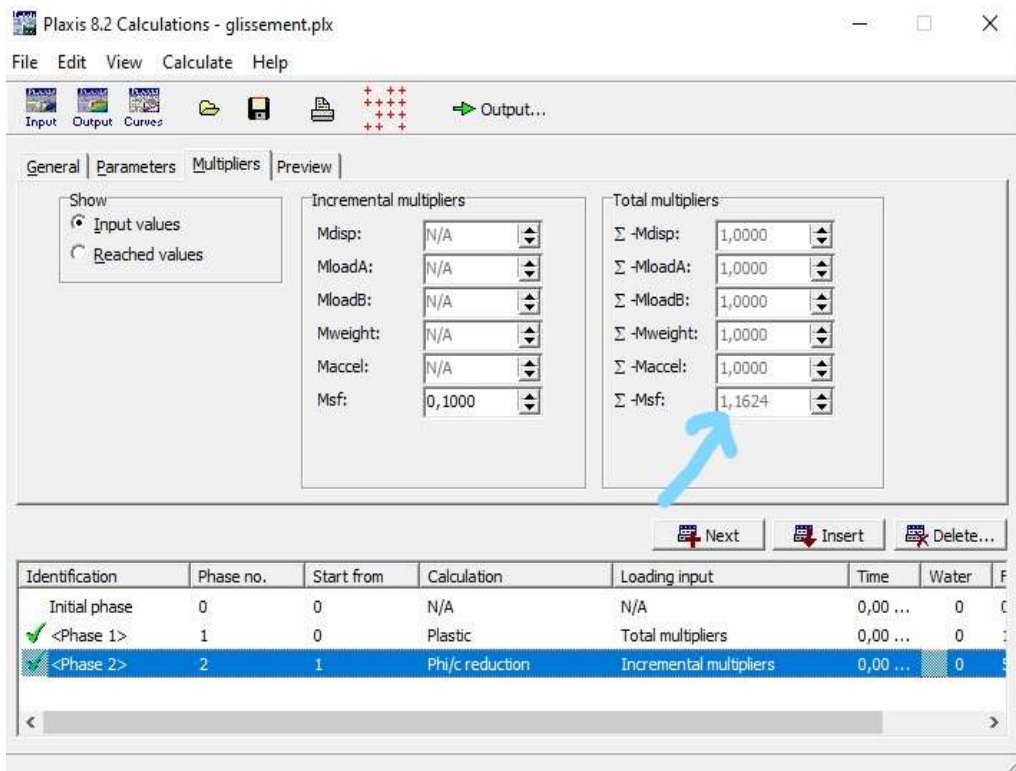 Plaxis 8.2 Calculations - glissement.plx
File Edit View Calculate Help
Input Output Curves Output...
General Parameters Multipliers Preview
Show
Input values
Reached values
Incremental multipliers
Mdisp: N/A
MloadA: N/A
MloadB: N/A
Mweight: N/A
Maccel: N/A
Msf: 0,1000
Total multipliers
Σ -Mdisp: 1,0000
Σ -MloadA: 1,0000
Σ -MloadB: 1,0000
Σ -Mweight: 1,0000
Σ -Maccel: 1,0000
Σ -Msf: 1,1624
Next Insert Delete...
Identification Phase no. Start from Calculation Loading input Time Water F
Initial phase 0 0 N/A N/A 0,00 ... 0
<Phase 1> 1 0 Plastic Total multipliers 0,00 ... 0
<Phase 2> 2 1 Phi/c reduction Incremental multipliers 0,00 ... 0